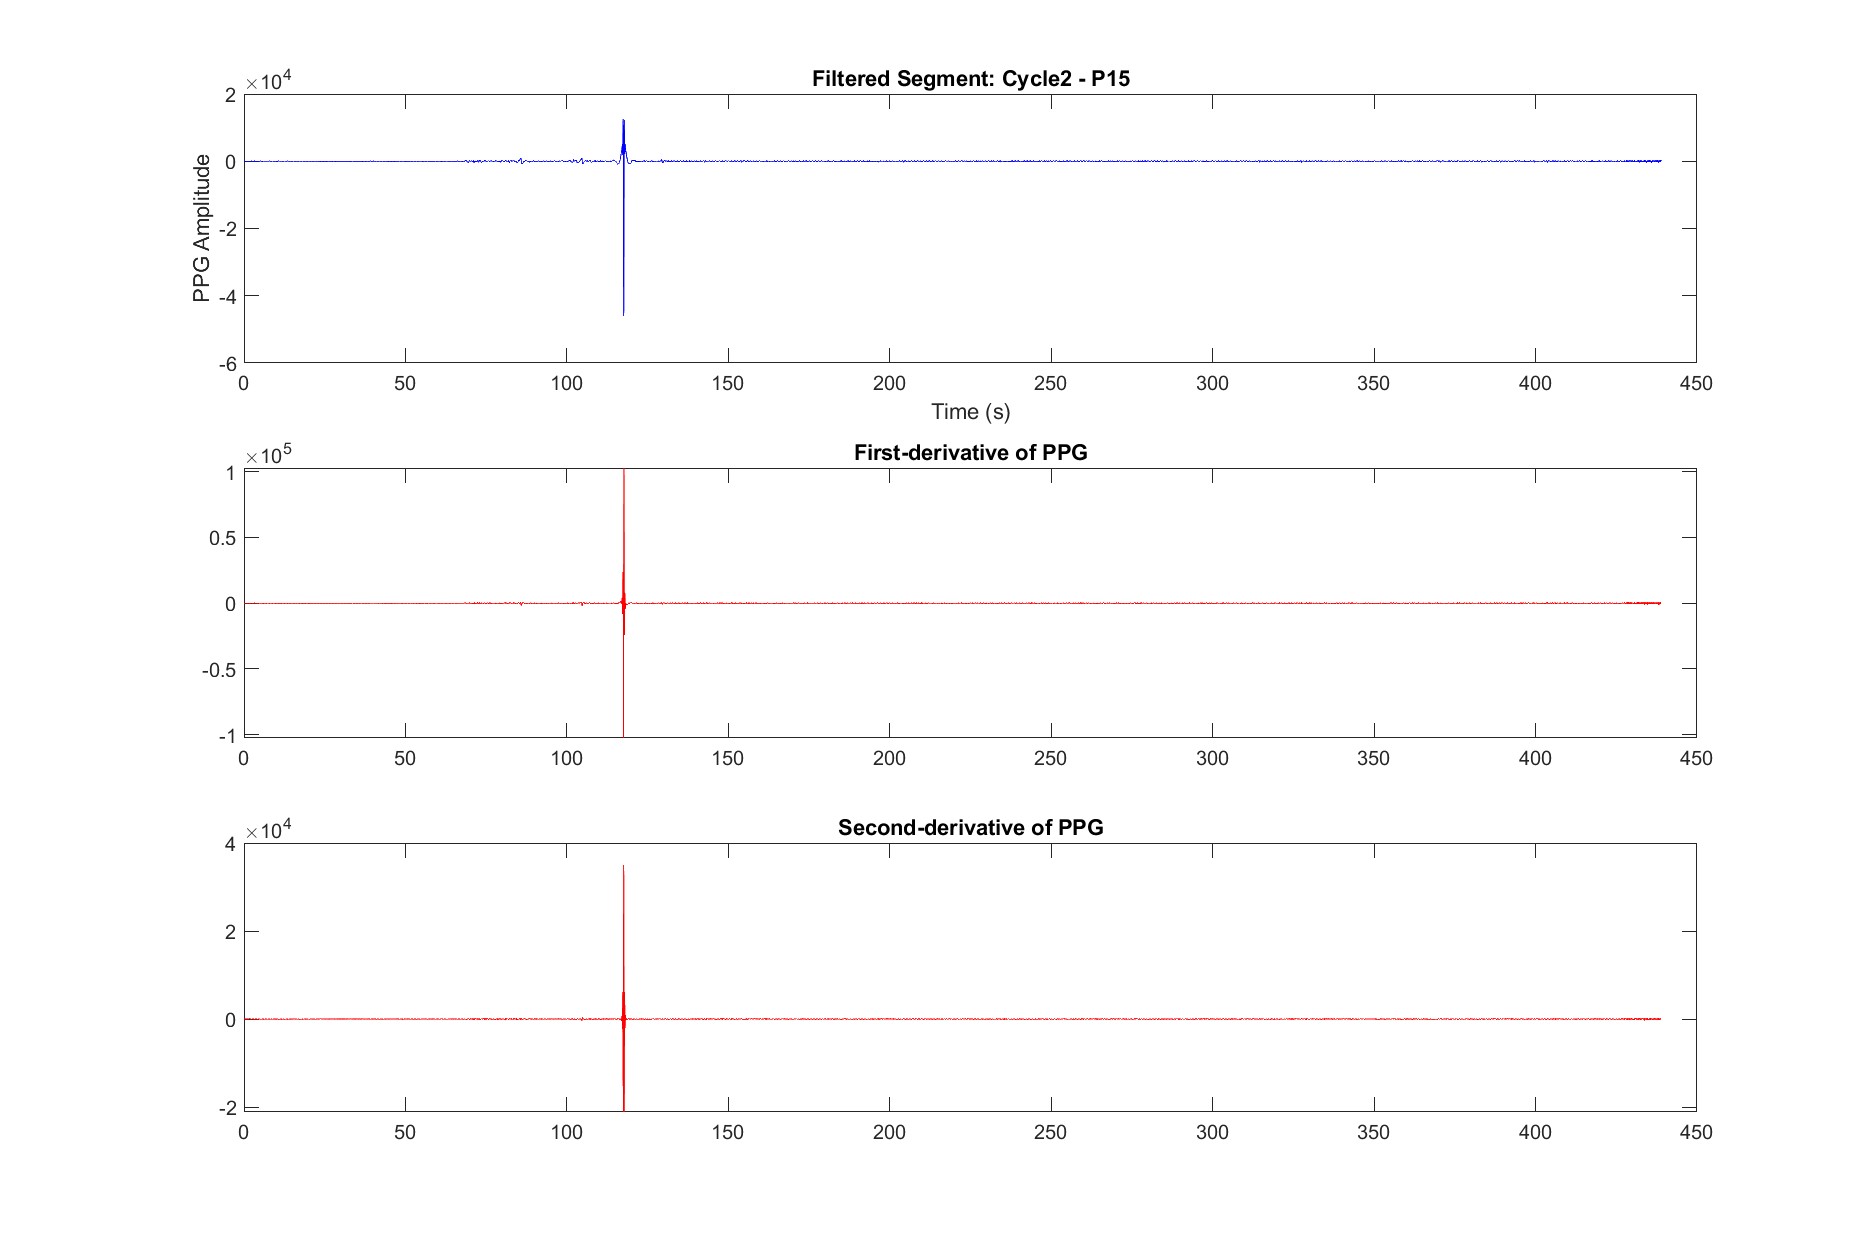 Filtered Segment: Cycle2 - P15
×10^4
2
0
-2
-4
-6
PPG Amplitude
0 50 100 150 200 250 300 350 400 450
Time (s)
First-derivative of PPG
×10^5
1
0.5
0
-0.5
-1
0 50 100 150 200 250 300 350 400 450
Second-derivative of PPG
×10^4
4
2
0
-2
0 50 100 150 200 250 300 350 400 450